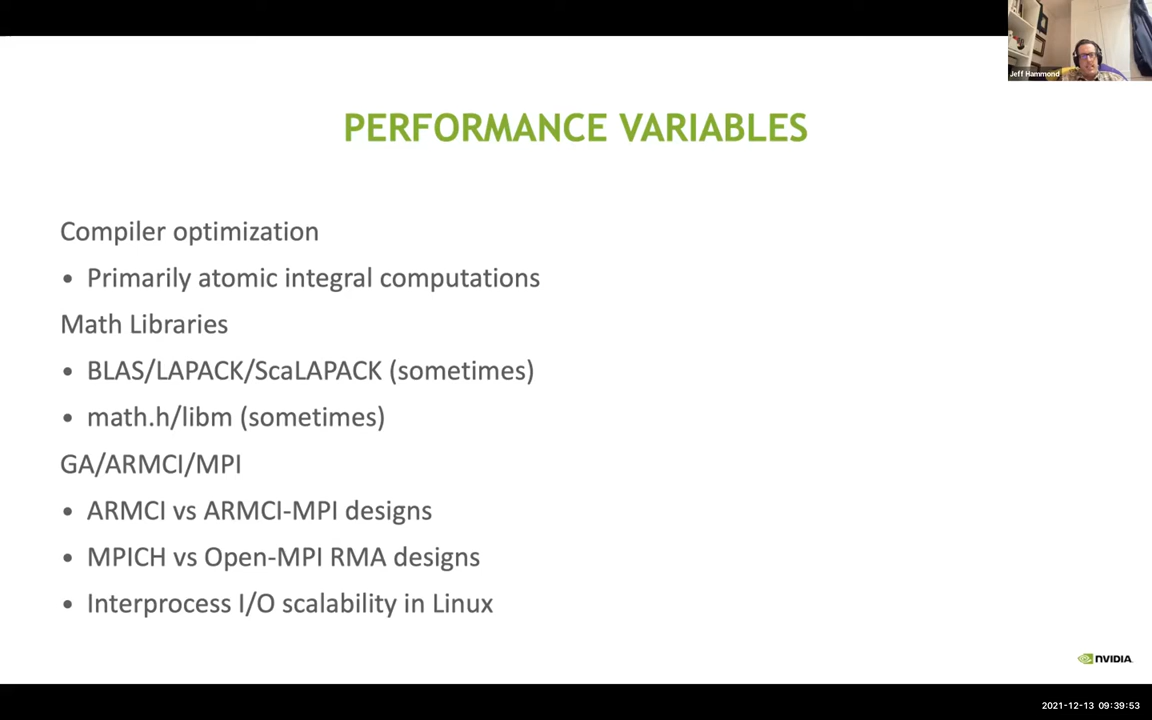 Jeff Hammond
PERFORMANCE VARIABLES
Compiler optimization
• Primarily atomic integral computations
Math Libraries
• BLAS/LAPACK/ScaLAPACK (sometimes)
• math.h/libm (sometimes)
GA/ARMCI/MPI
• ARMCI vs ARMCI-MPI designs
• MPICH vs Open-MPI RMA designs
• Interprocess I/O scalability in Linux
NVIDIA
2021-12-13 09:39:53